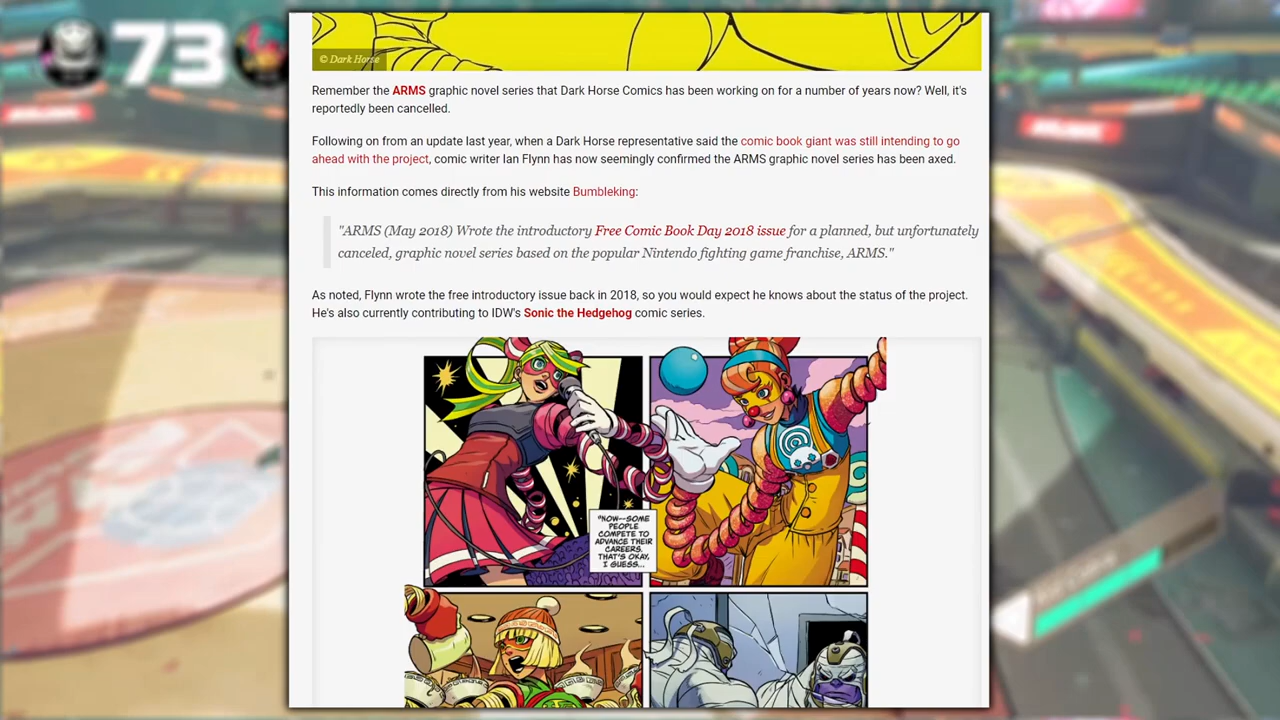 73
© Dark Horse
Remember the ARMS graphic novel series that Dark Horse Comics has been working on for a number of years now? Well, it's
reportedly been cancelled.
Following on from an update last year, when a Dark Horse representative said the comic book giant was still intending to go
ahead with the project, comic writer Ian Flynn has now seemingly confirmed the ARMS graphic novel series has been axed.
This information comes directly from his website Bumbleking:
"ARMS (May 2018) Wrote the introductory Free Comic Book Day 2018 issue for a planned, but unfortunately
canceled, graphic novel series based on the popular Nintendo fighting game franchise, ARMS."
As noted, Flynn wrote the free introductory issue back in 2018, so you would expect he knows about the status of the project.
He's also currently contributing to IDW's Sonic the Hedgehog comic series.
"NOW--SOME
PEOPLE
COMPETE TO
ADVANCE THEIR
CAREERS.
THAT'S OKAY,
I GUESS...